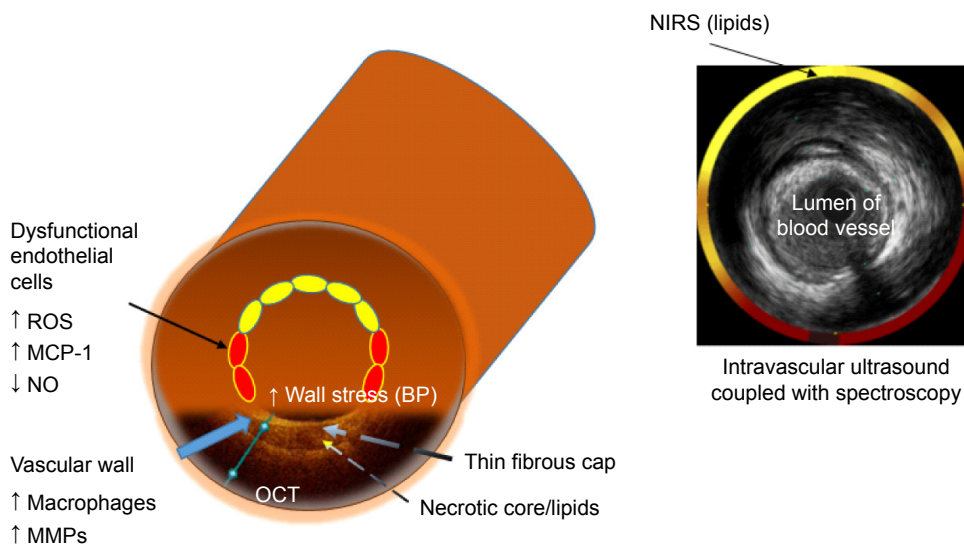 NIRS (lipids)
Lumen of
blood vessel
Intravascular ultrasound
coupled with spectroscopy
Dysfunctional
endothelial
cells
↑ ROS
↑ MCP-1
↓ NO
↑ Wall stress (BP)
Vascular wall
↑ Macrophages
↑ MMPs
OCT
Thin fibrous cap
Necrotic core/lipids